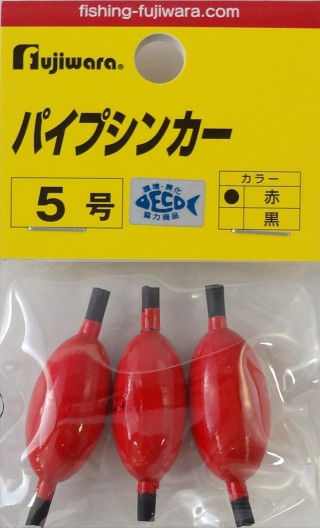 fishing-fujiwara.com
Fujiwara®
パイプシンカー
5号
環境・美化
DECO
協力商品
カラー
● 赤
黒